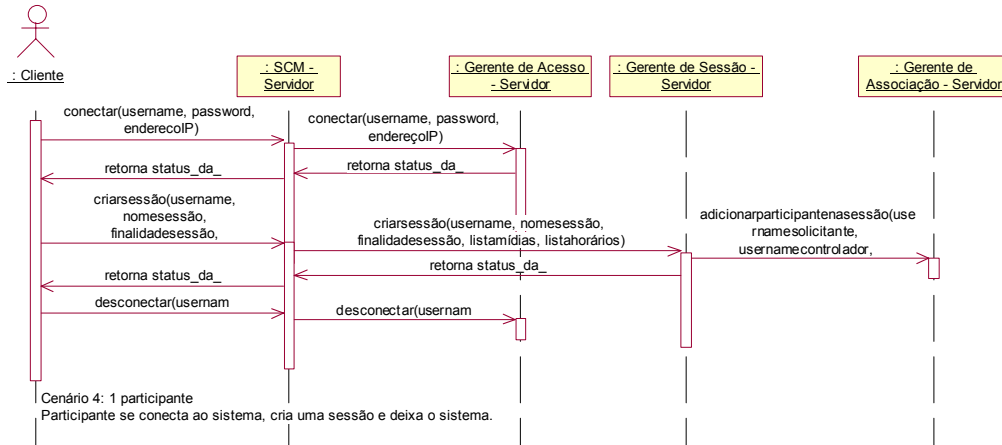 : Cliente
: SCM -
Servidor
: Gerente de Acesso
- Servidor
: Gerente de Sessão -
Servidor
: Gerente de
Associação - Servidor
conectar(username, password,
enderecoIP)
conectar(username, password,
endereçoIP)
retorna status_da_
retorna status_da_
criarsessão(username,
nomesessão,
finalidadesessão,
criarsessão(username, nomesessão,
finalidadesessão, listamídias, listahorários)
adicionarparticipantenasessão(use
rnamesolicitante,
usernamecontrolador,
retorna status_da_
retorna status_da_
desconectar(usernam
desconectar(usernam
Cenário 4: 1 participante
Participante se conecta ao sistema, cria uma sessão e deixa o sistema.